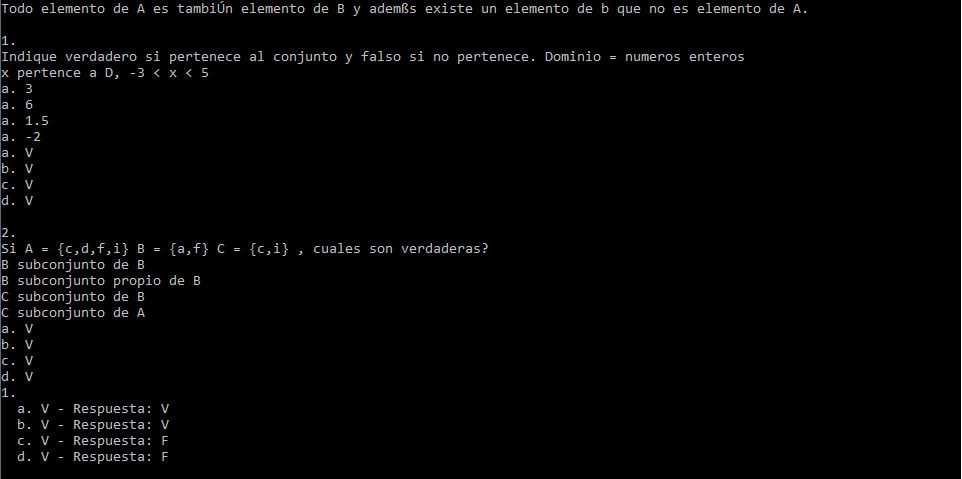 Todo elemento de A es tambiÚn elemento de B y ademßs existe un elemento de b que no es elemento de A.
1.
Indique verdadero si pertenece al conjunto y falso si no pertenece. Dominio = numeros enteros
x pertence a D, -3 < x < 5
a. 3
a. 6
a. 1.5
a. -2
a. V
b. V
c. V
d. V
2.
Si A = {c,d,f,i} B = {a,f} C = {c,i} , cuales son verdaderas?
B subconjunto de B
B subconjunto propio de B
C subconjunto de B
C subconjunto de A
a. V
b. V
c. V
d. V
1.
a. V - Respuesta: V
b. V - Respuesta: V
c. V - Respuesta: F
d. V - Respuesta: F